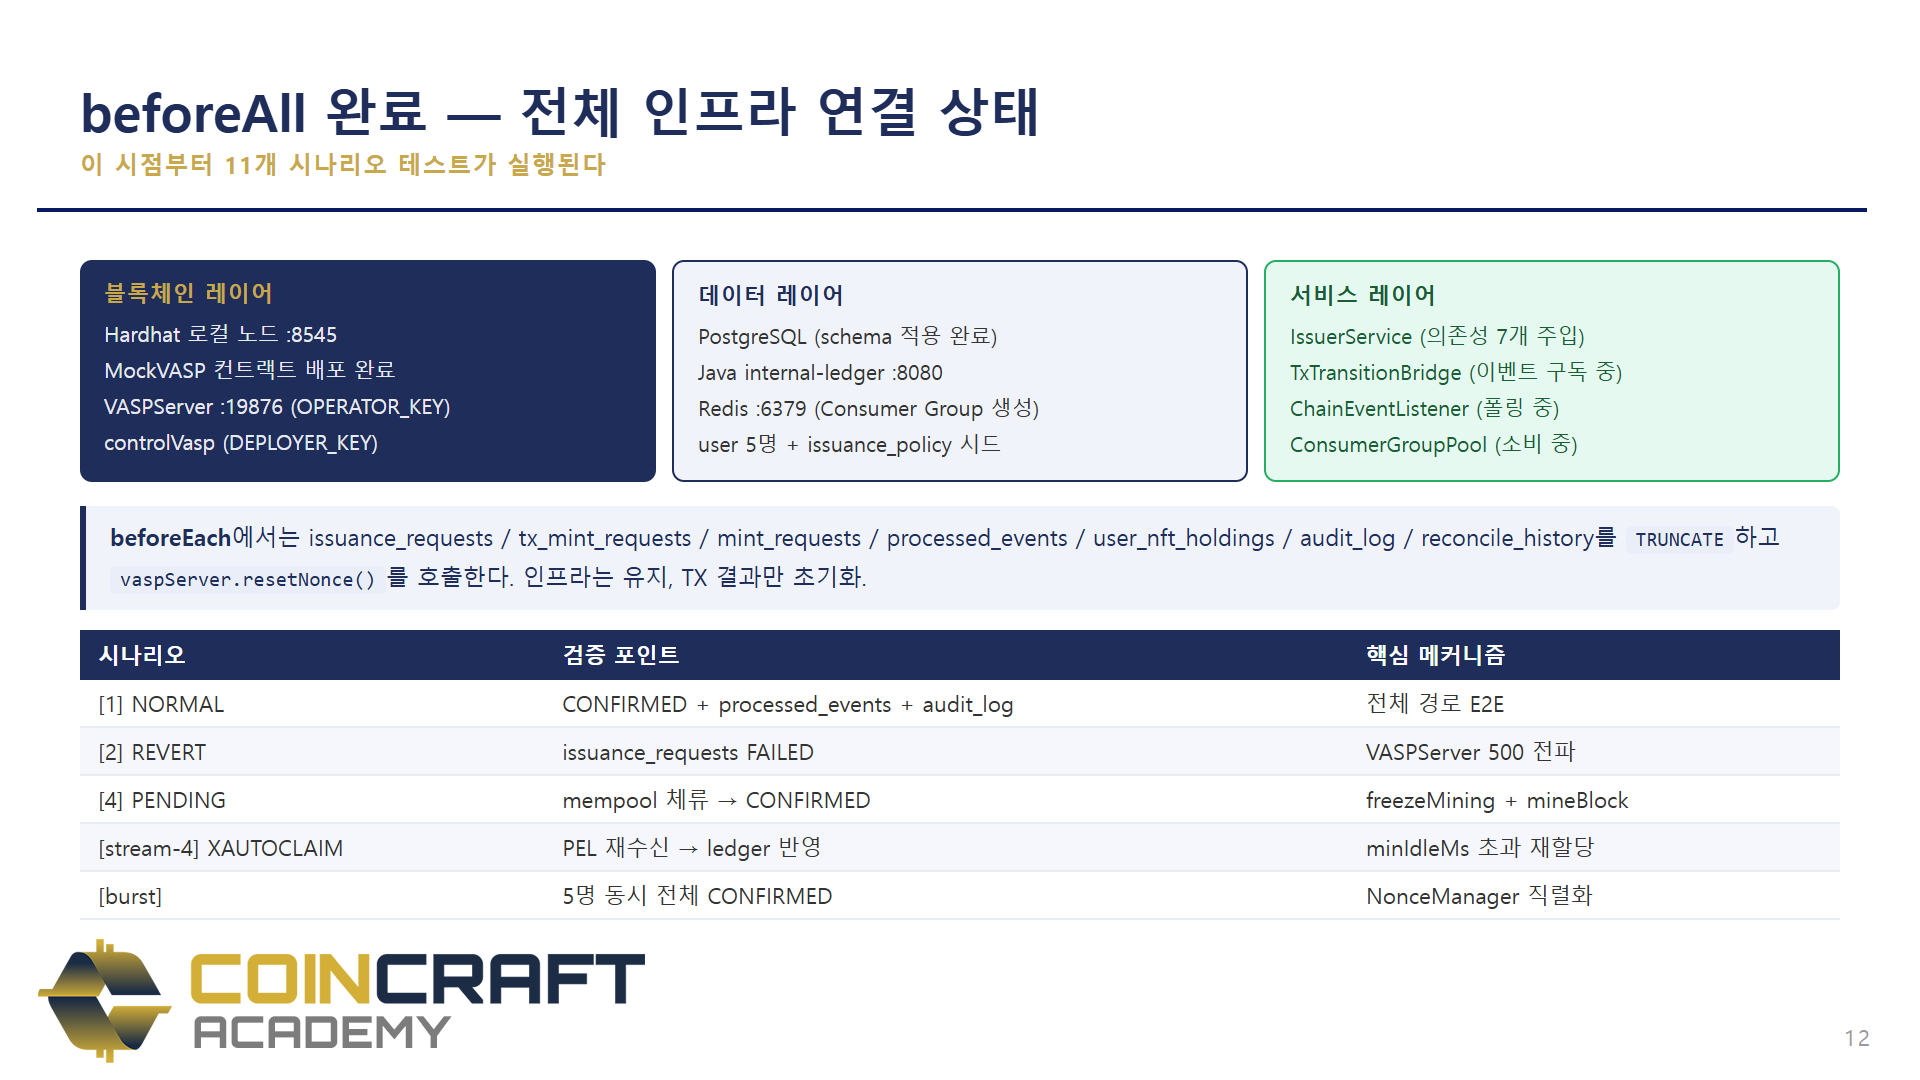 beforeAll 완료 — 전체 인프라 연결 상태
이 시점부터 11개 시나리오 테스트가 실행된다
블록체인 레이어
Hardhat 로컬 노드 :8545
MockVASP 컨트랙트 배포 완료
VASPServer :19876 (OPERATOR_KEY)
controlVasp (DEPLOYER_KEY)
데이터 레이어
PostgreSQL (schema 적용 완료)
Java internal-ledger :8080
Redis :6379 (Consumer Group 생성)
user 5명 + issuance_policy 시드
서비스 레이어
IssuerService (의존성 7개 주입)
TxTransitionBridge (이벤트 구독 중)
ChainEventListener (폴링 중)
ConsumerGroupPool (소비 중)
beforeEach에서는 issuance_requests / tx_mint_requests / mint_requests / processed_events / user_nft_holdings / audit_log / reconcile_history를 TRUNCATE 하고
vaspServer.resetNonce() 를 호출한다. 인프라는 유지, TX 결과만 초기화.
시나리오 검증 포인트 핵심 메커니즘
[1] NORMAL CONFIRMED + processed_events + audit_log 전체 경로 E2E
[2] REVERT issuance_requests FAILED VASPServer 500 전파
[4] PENDING mempool 체류 → CONFIRMED freezeMining + mineBlock
[stream-4] XAUTOCLAIM PEL 재수신 → ledger 반영 minIdleMs 초과 재할당
[burst] 5명 동시 전체 CONFIRMED NonceManager 직렬화
COINCRAFT
ACADEMY
12